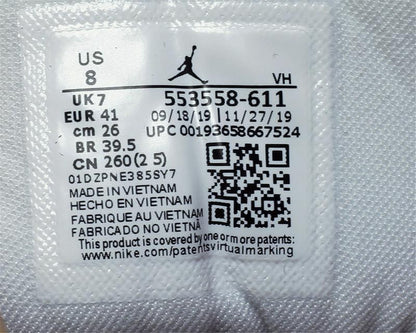 US
8
VH
UK7 553558-611
EUR 41 09/18/19 11/27/19
cm 26 UPC 00193658667524
BR 39.5
CN 260(2 5)
01DZPNE385SY7
MADE IN VIETNAM
HECHO EN VIETNAM
FABRIQUE AU VIETNAM
FABRICADO NO VIETNÃ
This product is covered by one or more patents:
www.nike.com/patentsvirtualmarking